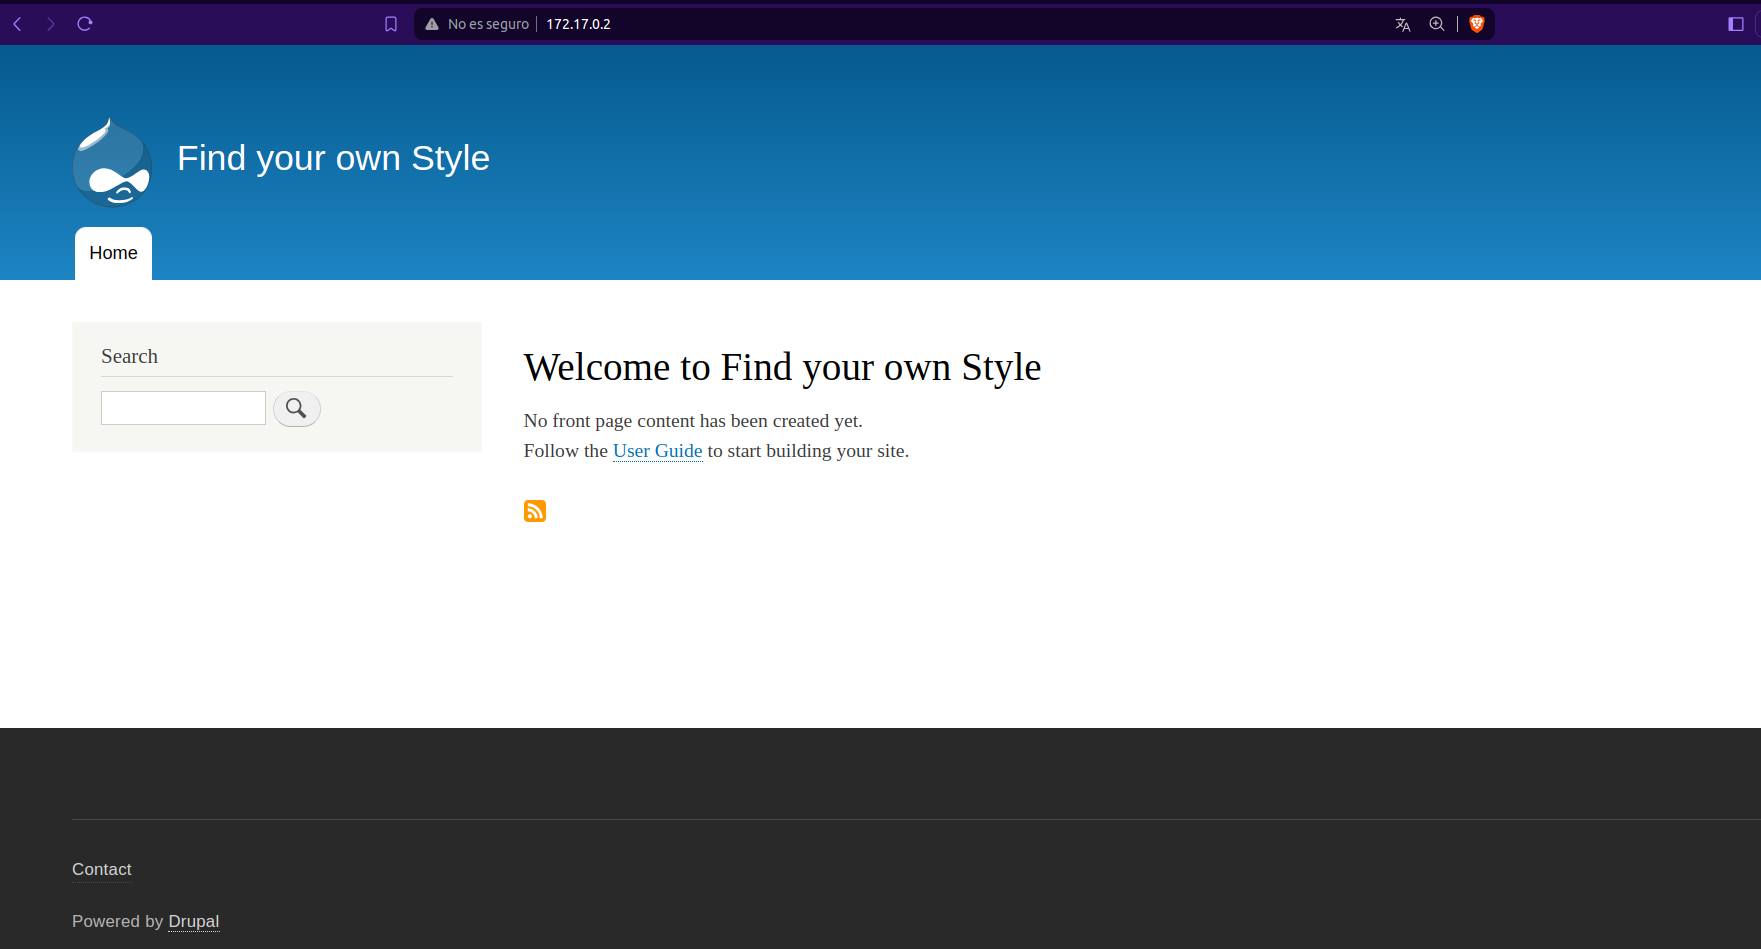 No es seguro 172.17.0.2
Find your own Style
Home
Search
Welcome to Find your own Style
No front page content has been created yet.
Follow the User Guide to start building your site.
Contact
Powered by Drupal